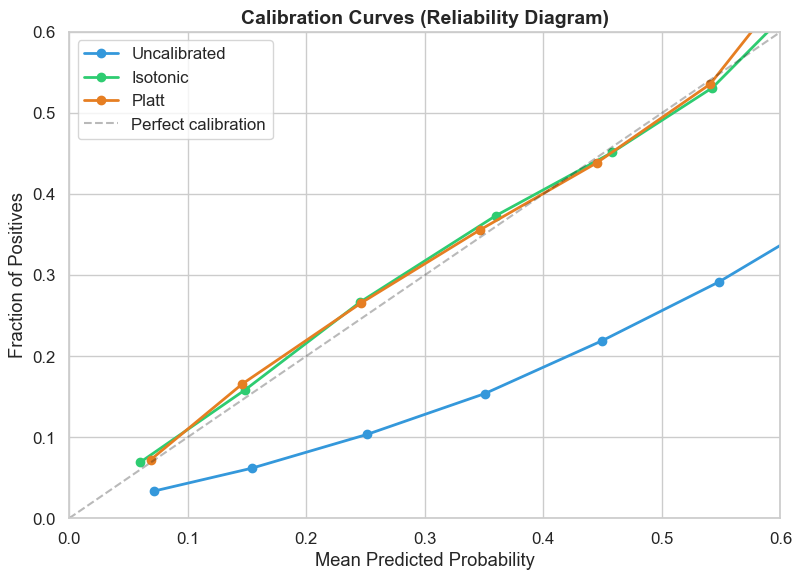 Calibration Curves (Reliability Diagram)
Uncalibrated
Isotonic
Platt
Perfect calibration
Fraction of Positives
0.6
0.5
0.4
0.3
0.2
0.1
0.0
0.0 0.1 0.2 0.3 0.4 0.5 0.6
Mean Predicted Probability